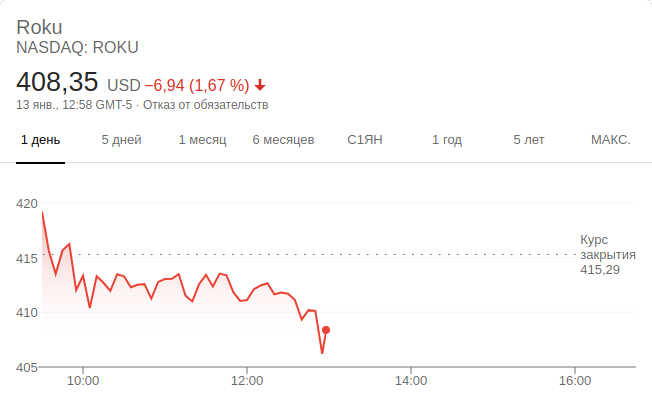 Roku
NASDAQ: ROKU
408,35 USD −6,94 (1,67 %)
13 янв., 12:58 GMT-5 · Отказ от обязательств
1 день 5 дней 1 месяц 6 месяцев С1ЯН 1 год 5 лет МАКС.
420
415
410
405
Курс
закрытия
415,29
10:00 12:00 14:00 16:00